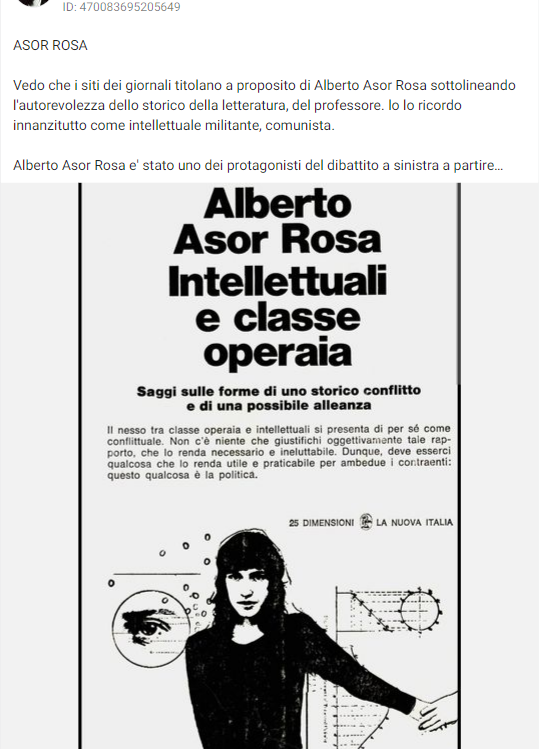 ID: 470083695205649
ASOR ROSA
Vedo che i siti dei giornali titolano a proposito di Alberto Asor Rosa sottolineando
l'autorevolezza dello storico della letteratura, del professore. Io lo ricordo
innanzitutto come intellettuale militante, comunista.
Alberto Asor Rosa e' stato uno dei protagonisti del dibattito a sinistra a partire...
Alberto
Asor Rosa
Intellettuali
e classe
operaia
Saggi sulle forme di uno storico conflitto
e di una possibile alleanza
Il nesso tra classe operaia e intellettuali si presenta di per sé come
conflittuale. Non c'è niente che giustifichi oggettivamente tale rap-
porto, che lo renda necessario e ineluttabile. Dunque, deve esserci
qualcosa che lo renda utile e praticabile per ambedue i contraenti:
questo qualcosa è la politica.
25 DIMENSIONI LA NUOVA ITALIA